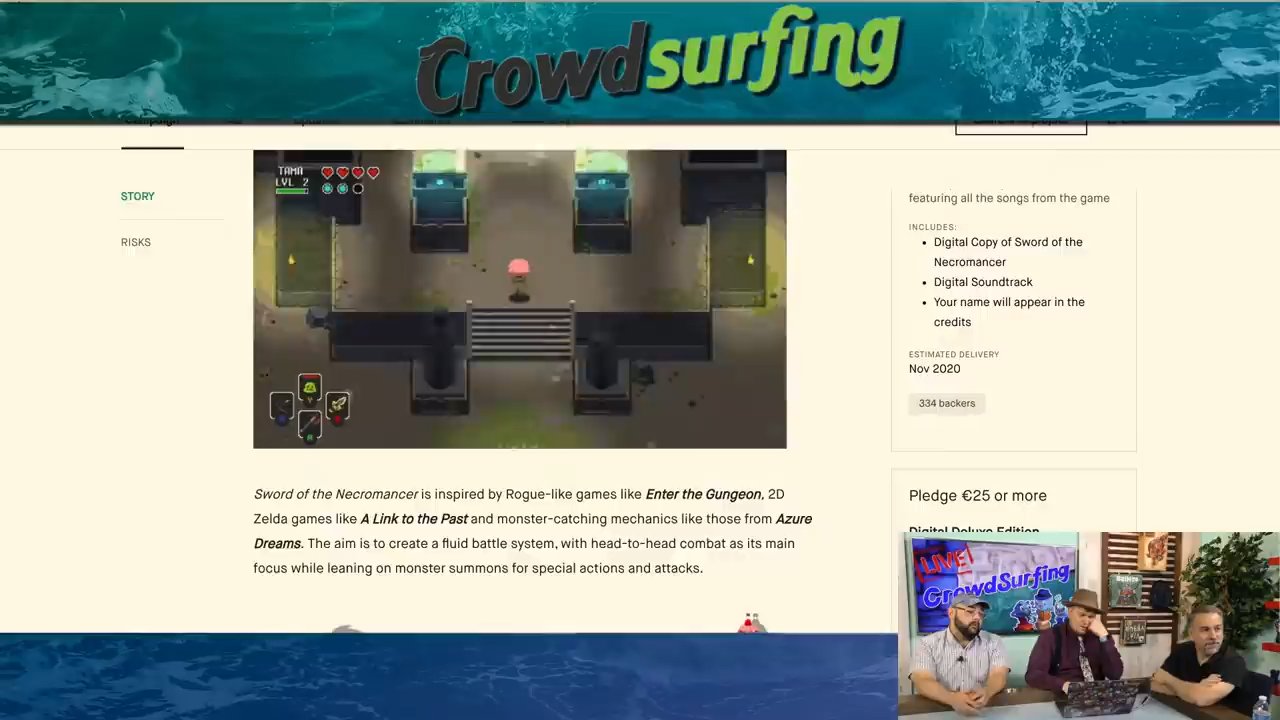 Crowdsurfing
Campaign
STORY
RISKS
TAMA
LVL 2
featuring all the songs from the game
INCLUDES:
• Digital Copy of Sword of the
Necromancer
• Digital Soundtrack
• Your name will appear in the
credits
ESTIMATED DELIVERY
Nov 2020
334 backers
Sword of the Necromancer is inspired by Rogue-like games like Enter the Gungeon, 2D
Zelda games like A Link to the Past and monster-catching mechanics like those from Azure
Dreams. The aim is to create a fluid battle system, with head-to-head combat as its main
focus while leaning on monster summons for special actions and attacks.
Pledge €25 or more
Digital Deluxe Edition
LIVE!
CrowdSurfing